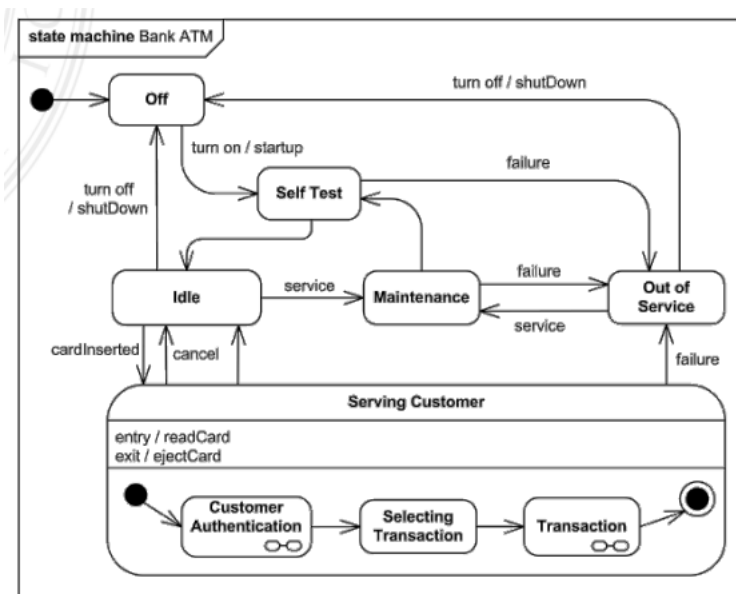 state machine Bank ATM
turn off / shutDown
Off
turn on / startup
failure
Self Test
turn off
/ shutDown
Idle
service
Maintenance
failure
service
Out of
Service
cardInserted
cancel
failure
Serving Customer
entry / readCard
exit / ejectCard
Customer
Authentication
Selecting
Transaction
Transaction